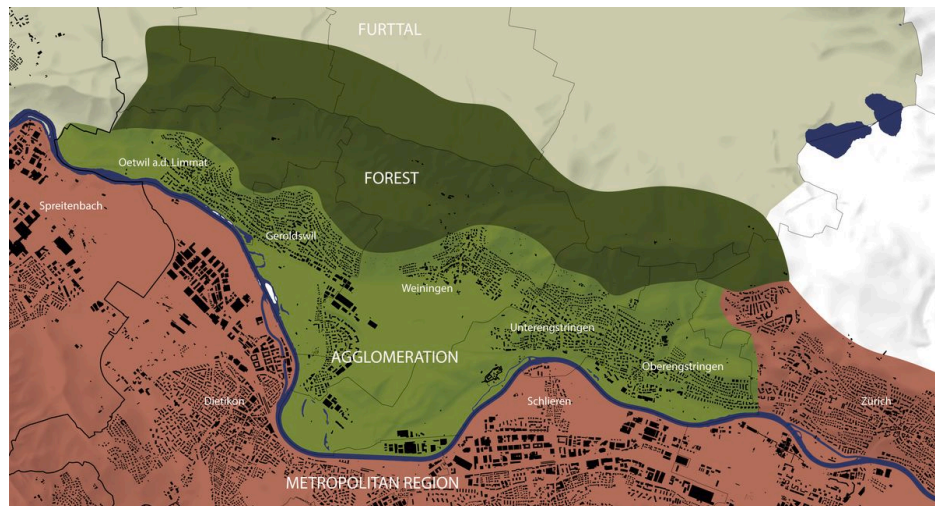 FURTTAL
Oetwil a.d. Limmat
FOREST
Spreitenbach
Geroldswil
Weiningen
Unterengstringen
AGGLOMERATION
Oberengstringen
Dietikon
Schlieren
Zürich
METROPOLITAN REGION